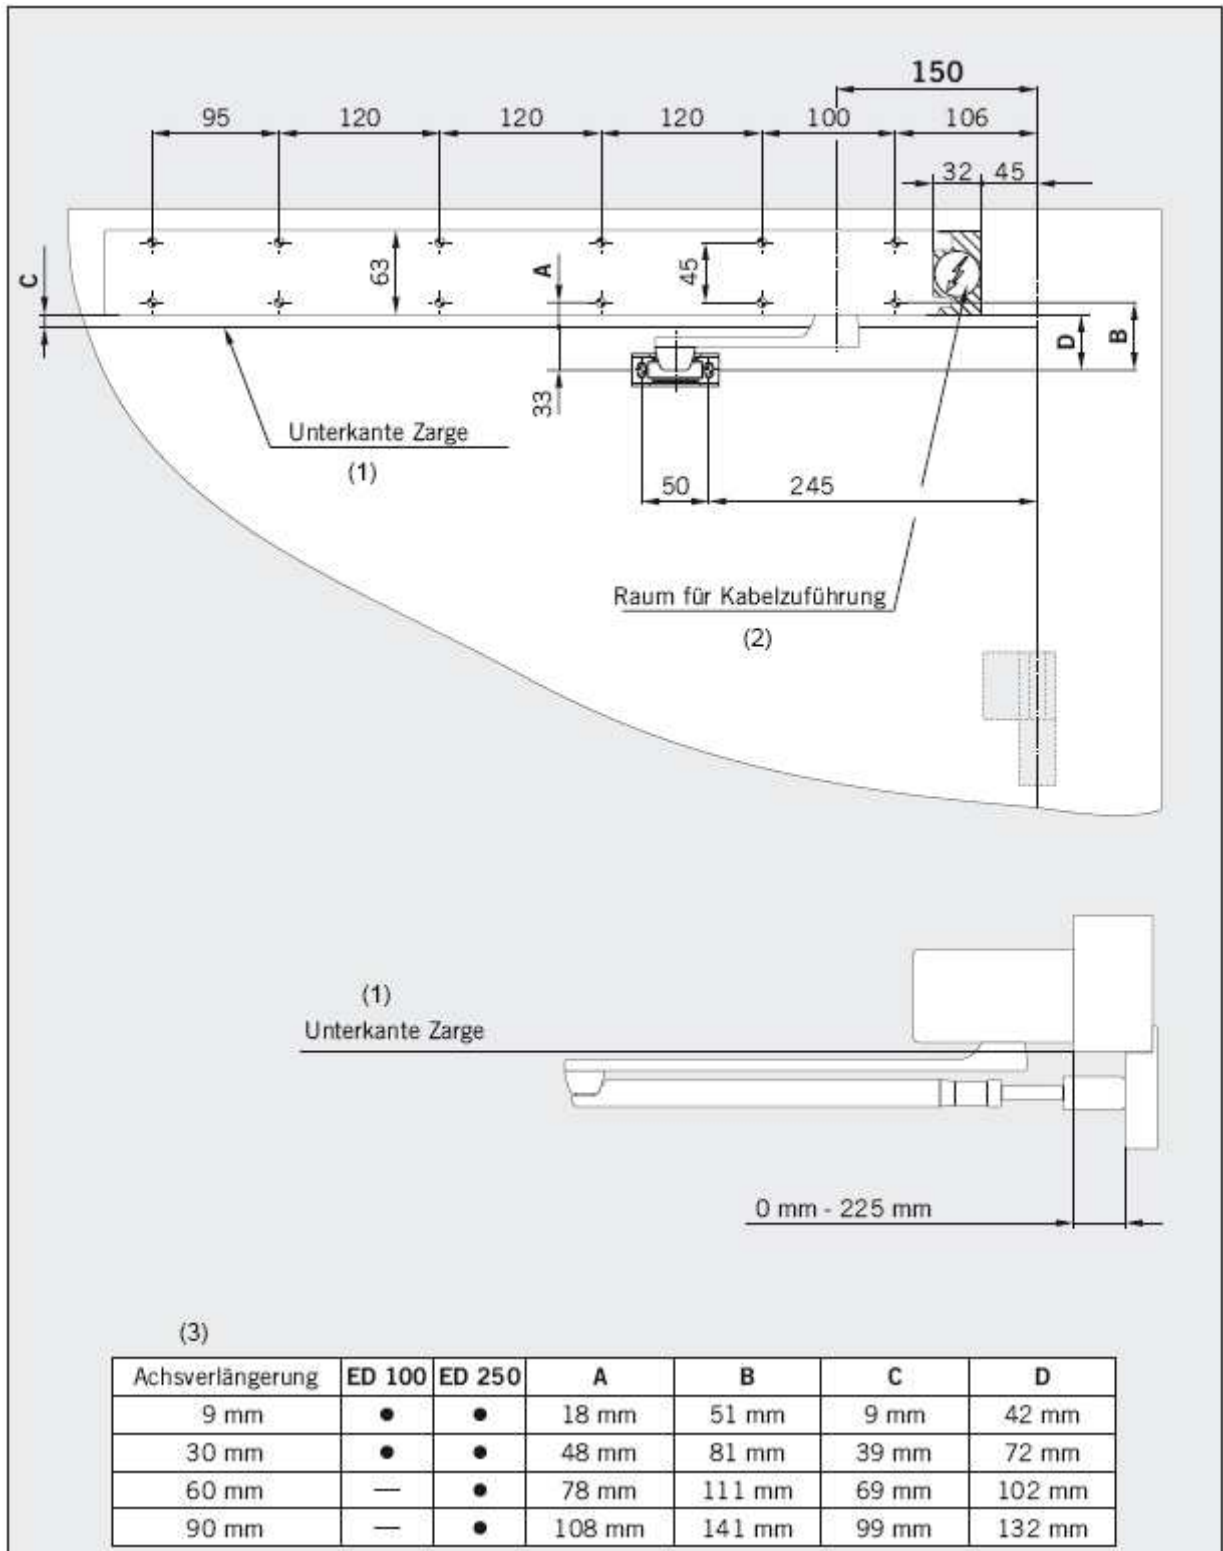 150
95 120 120 120 100 106
32 45
C 63 A 45 D B
33
Unterkante Zarge
(1)
50 245
Raum für Kabelzuführung
(2)
(1)
Unterkante Zarge
0 mm - 225 mm
(3)
Achsverlängerung ED 100 ED 250 A B C D
9 mm ● ● 18 mm 51 mm 9 mm 42 mm
30 mm ● ● 48 mm 81 mm 39 mm 72 mm
60 mm — ● 78 mm 111 mm 69 mm 102 mm
90 mm — ● 108 mm 141 mm 99 mm 132 mm